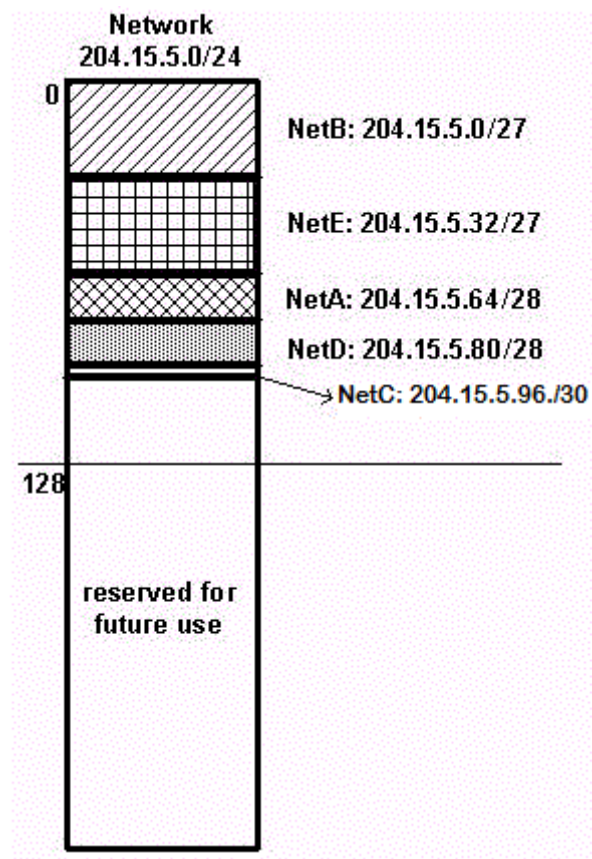 Network
204.15.5.0/24
0
NetB: 204.15.5.0/27
NetE: 204.15.5.32/27
NetA: 204.15.5.64/28
NetD: 204.15.5.80/28
NetC: 204.15.5.96./30
128
reserved for
future use